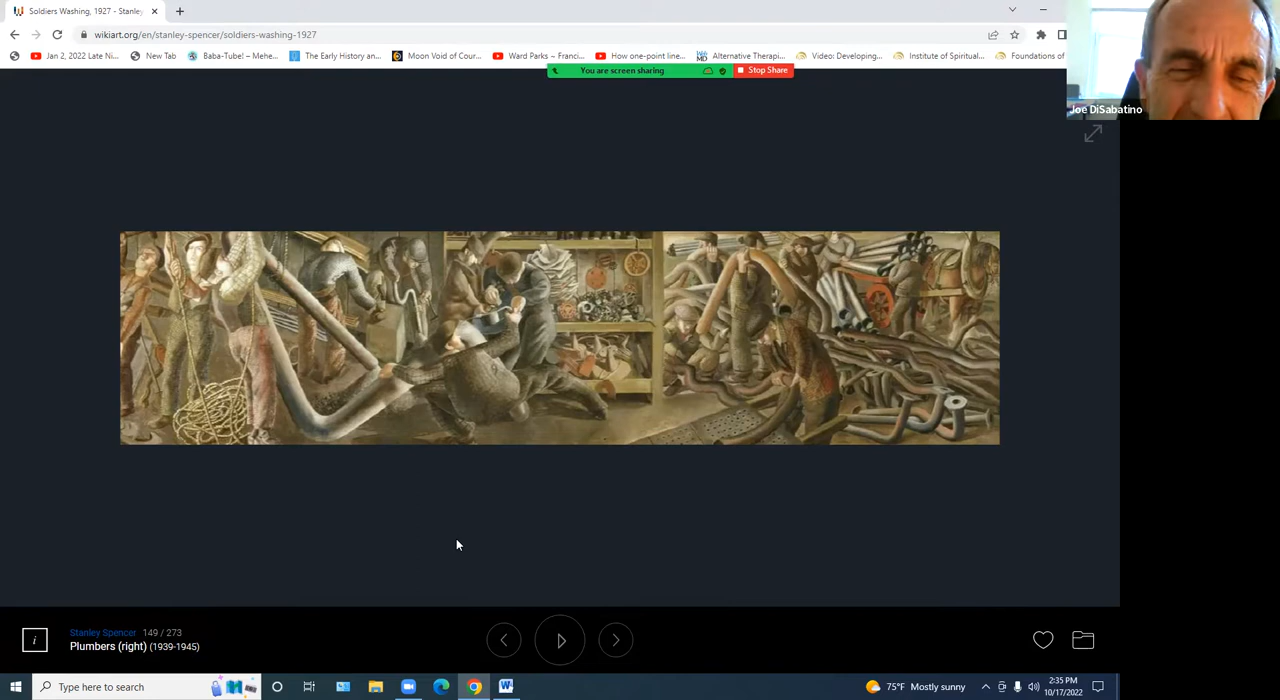 Soldiers Washing, 1927 - Stanley
wikiart.org/en/stanley-spencer/soldiers-washing-1927
Jan 2, 2022 Late Ni... New Tab Baba-Tube! – Mehe... The Early History an... Moon Void of Cour... Ward Parks ~ Franci... How one-point line... Alternative Therapi... Video: Developing... Institute of Spiritual... Foundations of
You are screen sharing Stop Share
Joe DiSabatino
Stanley Spencer 149 / 273
Plumbers (right) (1939-1945)
Type here to search
75°F Mostly sunny
2:35 PM
10/17/2022